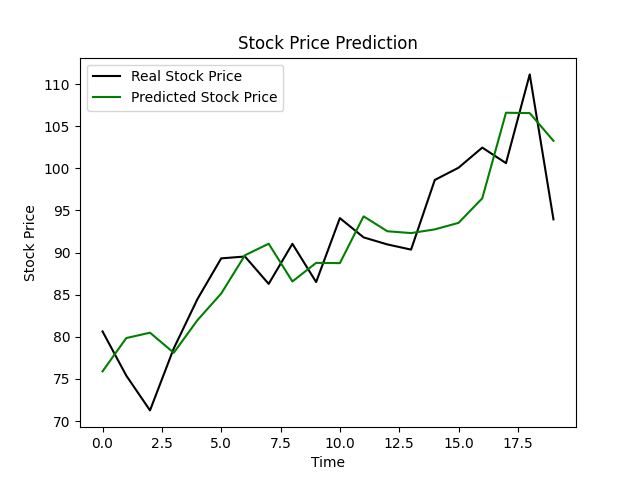 Stock Price Prediction
Real Stock Price
Predicted Stock Price
Stock Price
110
105
100
95
90
85
80
75
70
0.0 2.5 5.0 7.5 10.0 12.5 15.0 17.5
Time